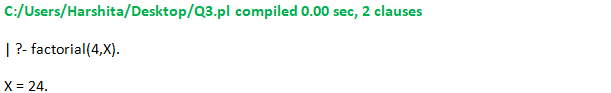 C:/Users/Harshita/Desktop/Q3.pl compiled 0.00 sec, 2 clauses
| ?- factorial(4,X).
X = 24.